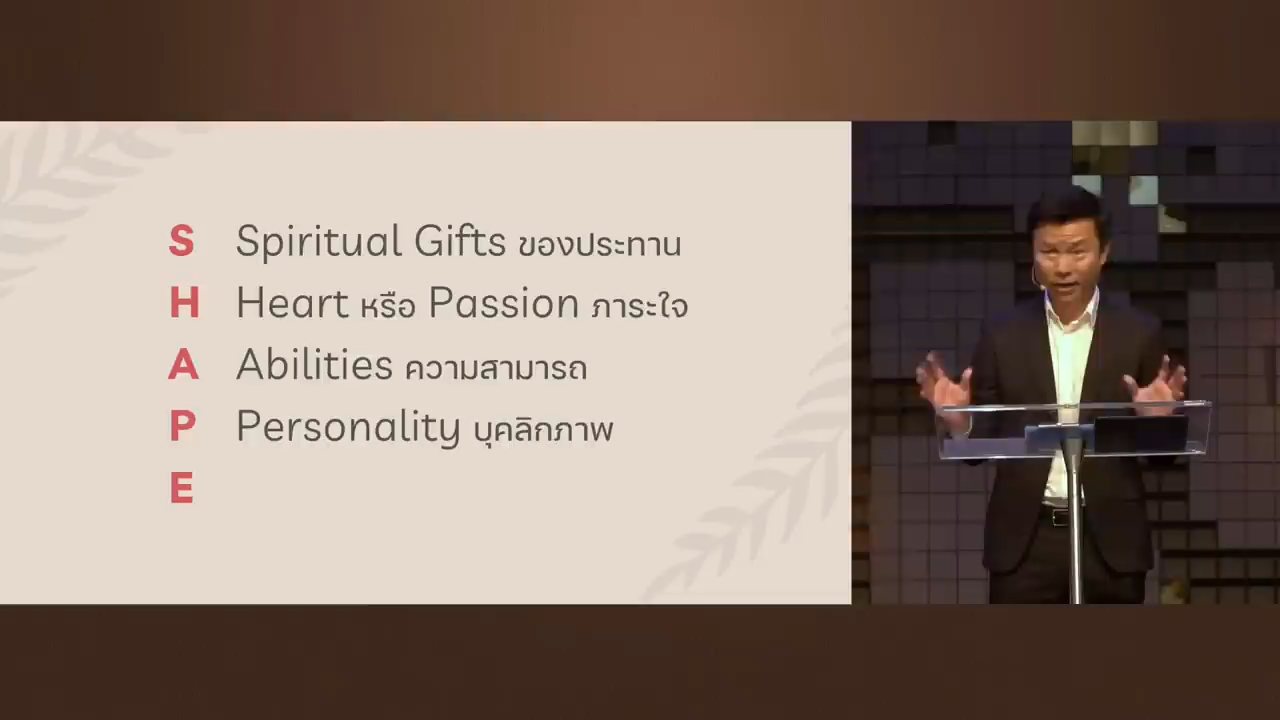 S Spiritual Gifts ของประทาน
H Heart หรือ Passion ภาระใจ
A Abilities ความสามารถ
P Personality บุคลิกภาพ
E